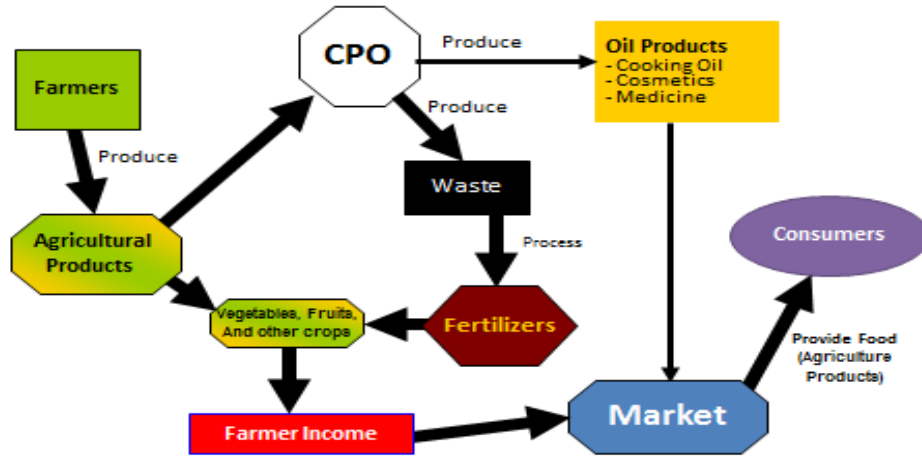 CPO
Produce
Oil Products
- Cooking Oil
- Cosmetics
- Medicine
Farmers
Produce
Produce
Waste
Agricultural
Products
Process
Consumers
Vegetables, Fruits,
And other crops
Fertilizers
Provide Food
(Agriculture
Products)
Farmer Income
Market